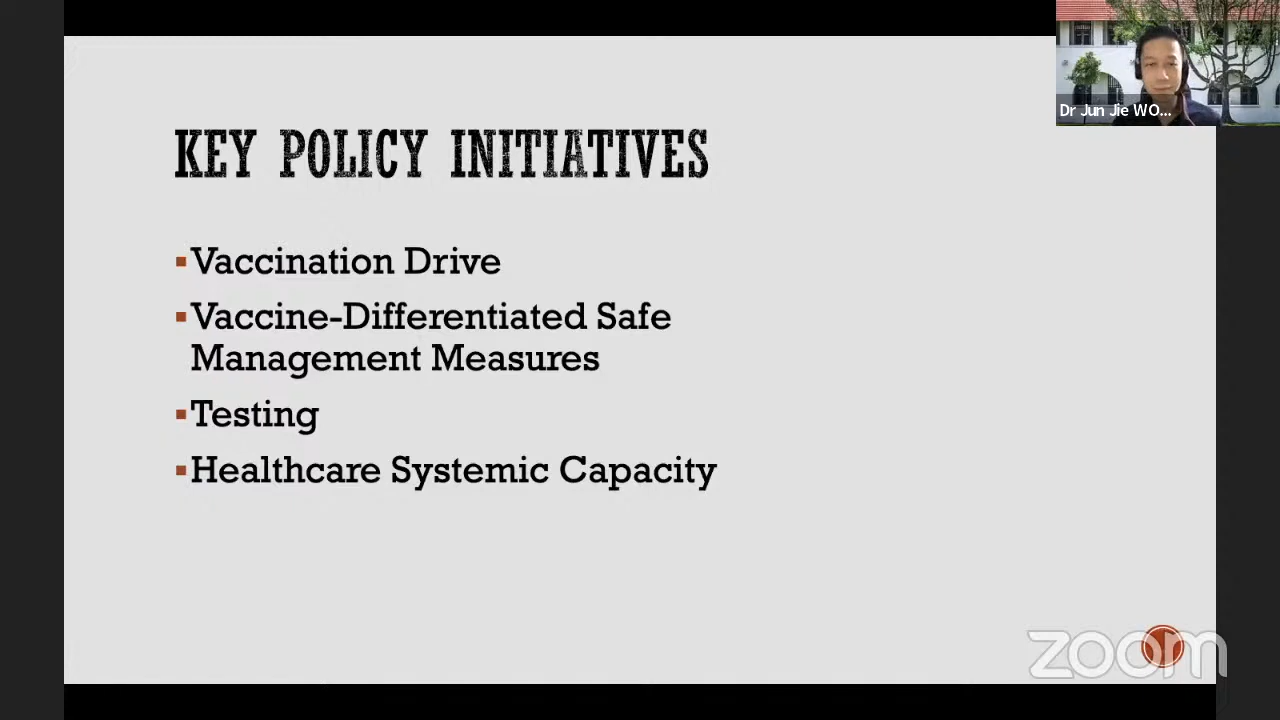 Dr Jun Jie WO...
KEY POLICY INITIATIVES
▪Vaccination Drive
▪Vaccine-Differentiated Safe
Management Measures
▪Testing
▪Healthcare Systemic Capacity
zoom